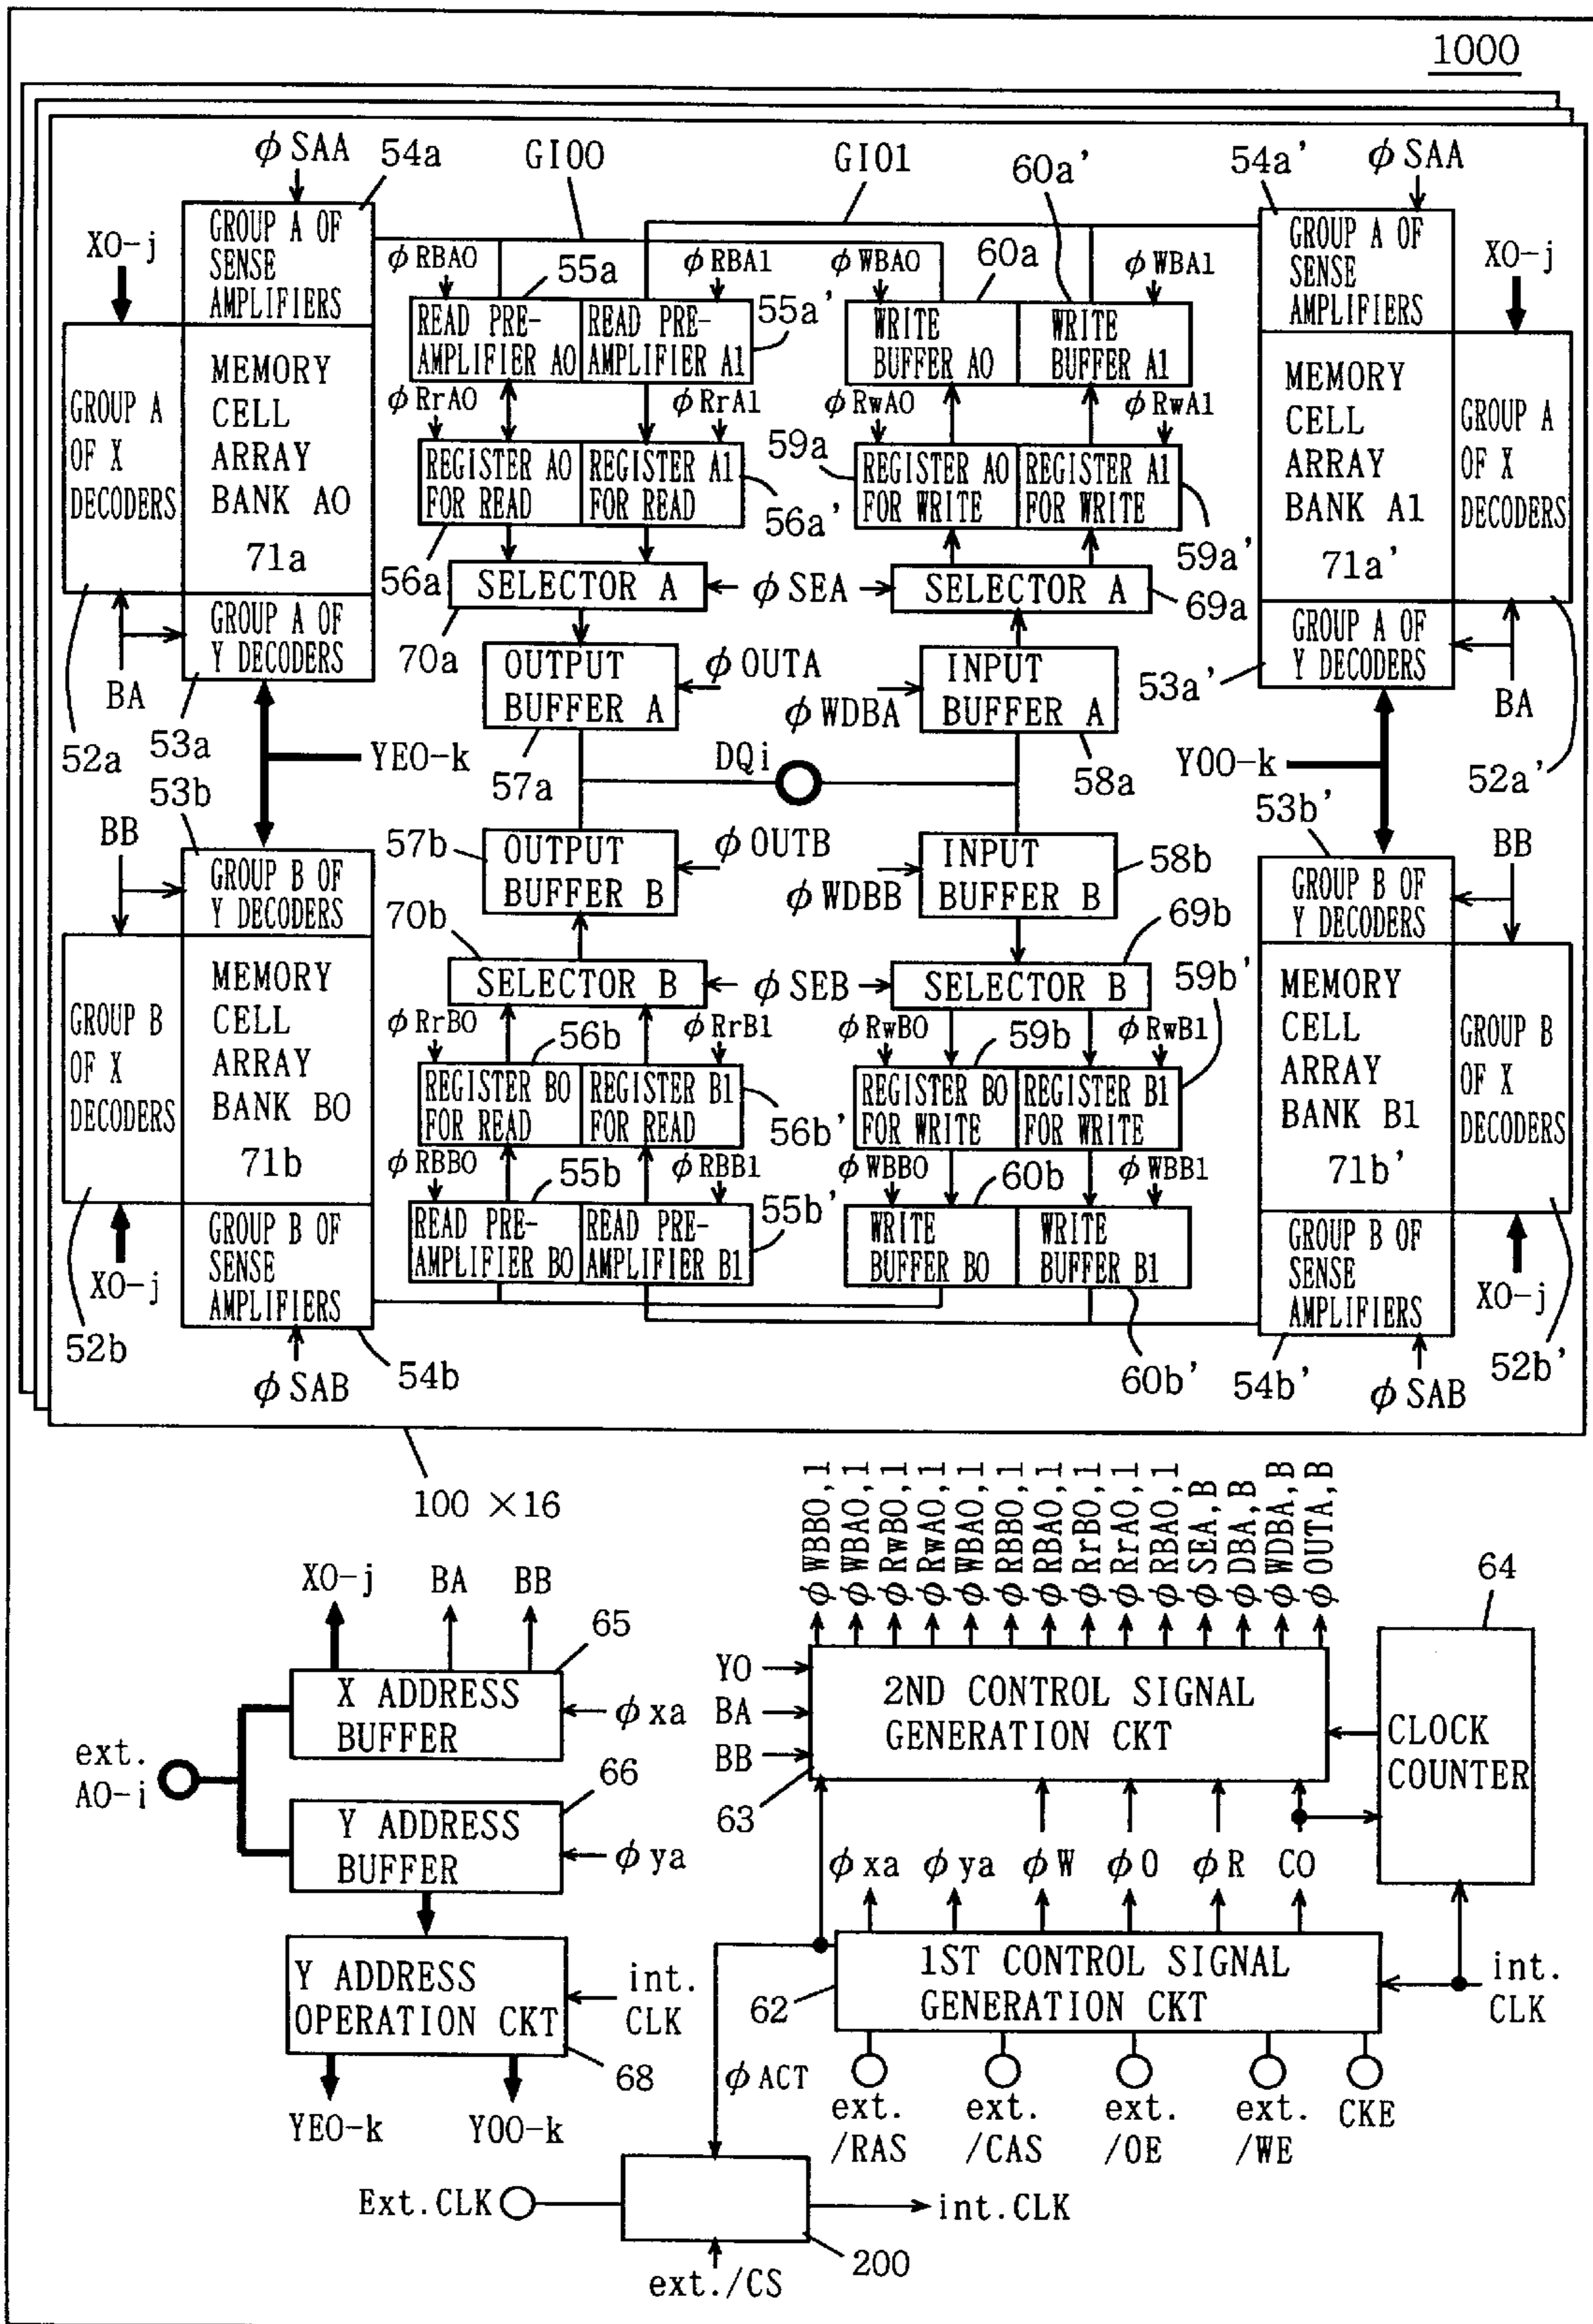 1000
φSAA
54a
GIO0
GIO1
60a'
54a'
φSAA
GROUP A OF
SENSE
AMPLIFIERS
X0-j
φRBA0
55a
φRBA1
φWBA0
60a
φWBA1
GROUP A OF
SENSE
AMPLIFIERS
X0-j
READ PRE-
AMPLIFIER A0
READ PRE-
AMPLIFIER A1
55a'
WRITE
BUFFER A0
WRITE
BUFFER A1
GROUP A
OF X
DECODERS
MEMORY
CELL
ARRAY
BANK A0
71a
φRrA0
φRrA1
φRwA0
φRwA1
MEMORY
CELL
ARRAY
BANK A1
71a'
GROUP A
OF X
DECODERS
REGISTER A0
FOR READ
REGISTER A1
FOR READ
56a'
59a
REGISTER A0
FOR WRITE
REGISTER A1
FOR WRITE
59a'
56a
SELECTOR A
φSEA
SELECTOR A
69a
GROUP A OF
Y DECODERS
70a
OUTPUT
BUFFER A
φOUTA
φWDBA
INPUT
BUFFER A
GROUP A OF
Y DECODERS
53a'
BA
BA
52a
53a
YE0-k
57a
DQi
58a
YO0-k
52a'
53b
53b'
BB
57b
OUTPUT
BUFFER B
φOUTB
φWDBB
INPUT
BUFFER B
58b
BB
GROUP B OF
Y DECODERS
GROUP B OF
Y DECODERS
70b
69b
SELECTOR B
φSEB
SELECTOR B
59b'
GROUP B
OF X
DECODERS
MEMORY
CELL
ARRAY
BANK B0
71b
φRrB0
56b
φRrB1
φRwB0
59b
φRwB1
MEMORY
CELL
ARRAY
BANK B1
71b'
GROUP B
OF X
DECODERS
REGISTER B0
FOR READ
REGISTER B1
FOR READ
56b'
REGISTER B0
FOR WRITE
REGISTER B1
FOR WRITE
φRBB0
55b
φRBB1
φWBB0
60b
φWBB1
55b'
READ PRE-
AMPLIFIER B0
READ PRE-
AMPLIFIER B1
WRITE
BUFFER B0
WRITE
BUFFER B1
GROUP B OF
SENSE
AMPLIFIERS
GROUP B OF
SENSE
AMPLIFIERS
X0-j
X0-j
52b
φSAB
54b
60b'
54b'
φSAB
52b'
100 ×16
φWBB0,1
φWBA0,1
φRwB0,1
φRwA0,1
φWBA0,1
φRBB0,1
φRBA0,1
φRrB0,1
φRrA0,1
φRBA0,1
φSEA,B
φDBA,B
φWDBA,B
φOUTA,B
64
X0-j
BA
BB
65
X ADDRESS
BUFFER
φxa
Y0
BA
BB
2ND CONTROL SIGNAL
GENERATION CKT
63
CLOCK
COUNTER
ext.
A0-i
66
Y ADDRESS
BUFFER
φya
φxa
φya
φW
φO
φR
CO
Y ADDRESS
OPERATION CKT
int.
CLK
68
62
1ST CONTROL SIGNAL
GENERATION CKT
int.
CLK
YE0-k
YO0-k
φACT
ext.
/RAS
ext.
/CAS
ext.
/OE
ext.
/WE
CKE
Ext.CLK
int.CLK
200
ext./CS